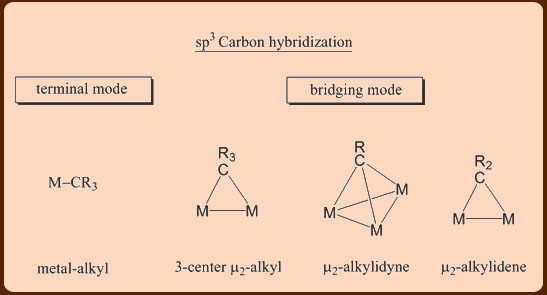 sp³ Carbon hybridization
terminal mode
bridging mode
M–CR₃
R₃
C
M M
R
C
M
M
M
R₂
C
M M
metal-alkyl
3-center μ₂-alkyl
μ₂-alkylidyne
μ₂-alkylidene